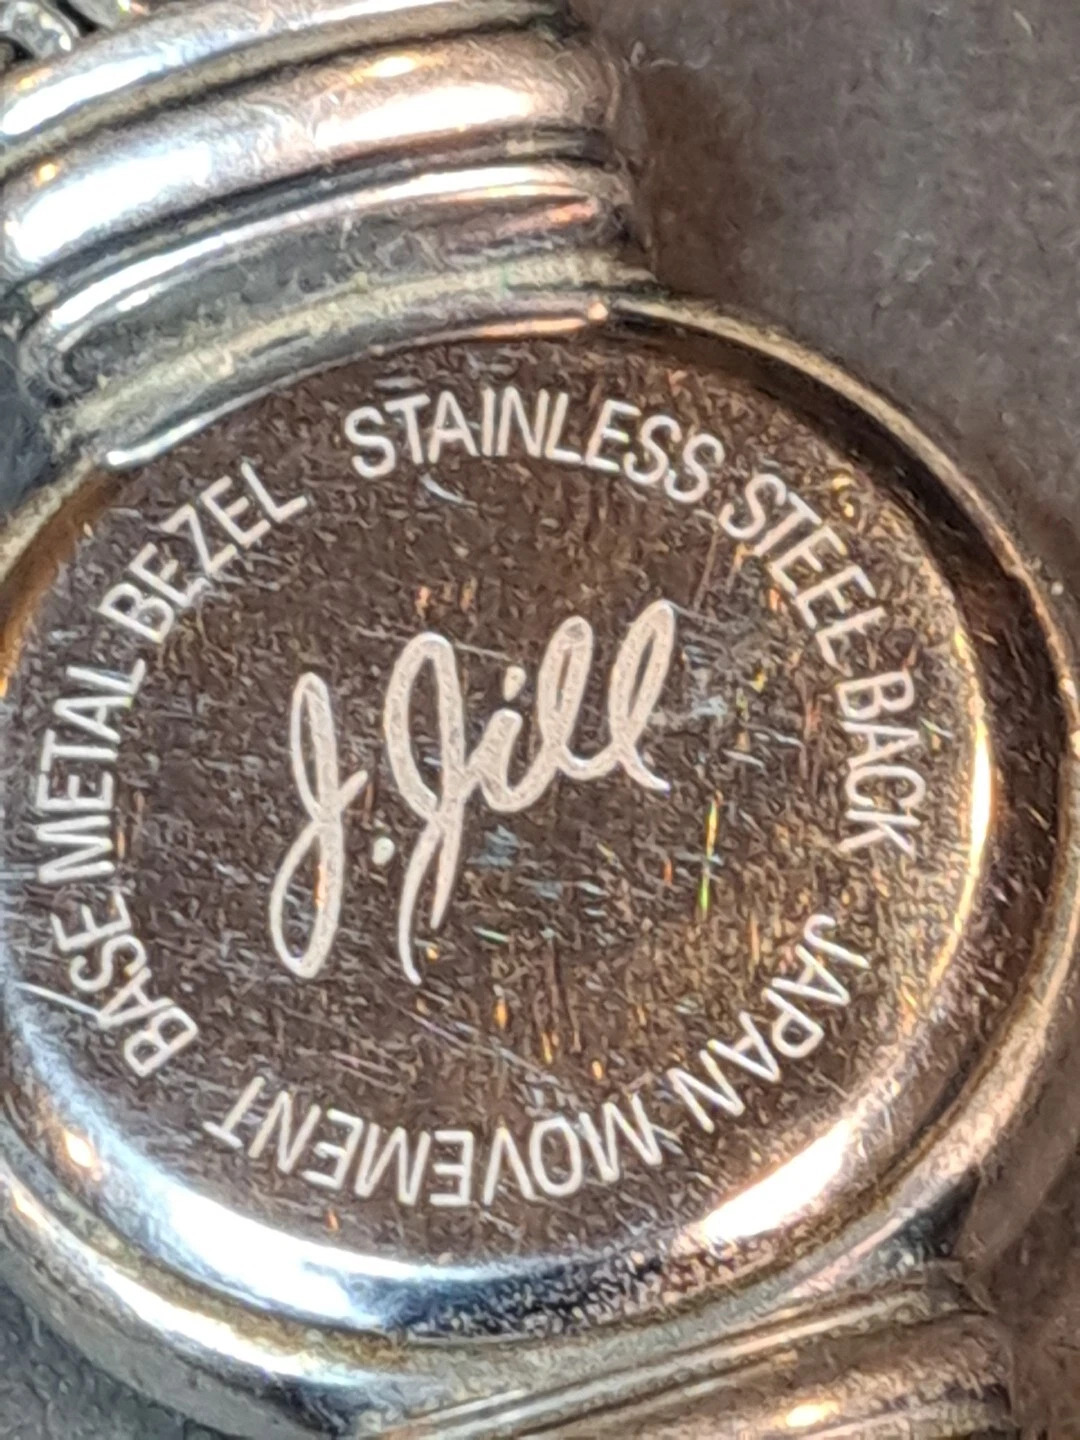 STAINLESS STEEL BACK
JAPAN MOVEMENT
BASE METAL BEZEL
J.Jill